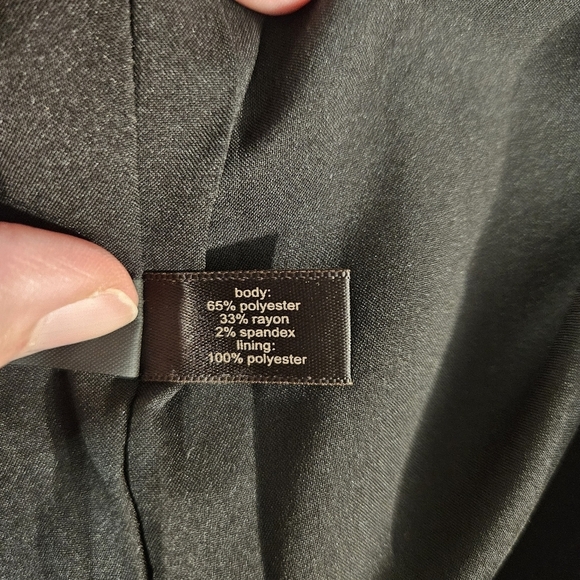 body:
65% polyester
33% rayon
2% spandex
lining:
100% polyester